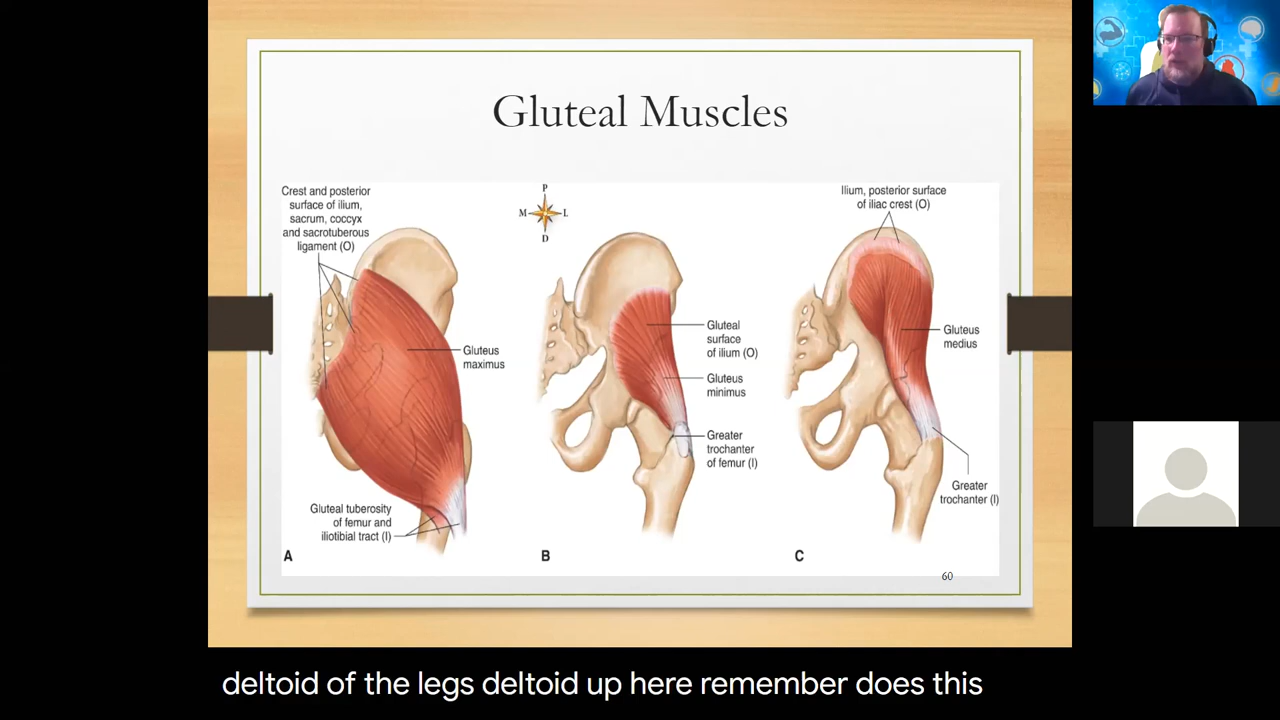 Gluteal Muscles
Crest and posterior
surface of ilium,
sacrum, coccyx
and sacrotuberous
ligament (O)
Gluteus
maximus
Gluteal tuberosity
of femur and
iliotibial tract (I)
A
P
M L
D
Gluteal
surface
of ilium (O)
Gluteus
minimus
Greater
trochanter
of femur (I)
B
Ilium, posterior surface
of iliac crest (O)
Gluteus
medius
Greater
trochanter (I)
C
60
deltoid of the legs deltoid up here remember does this